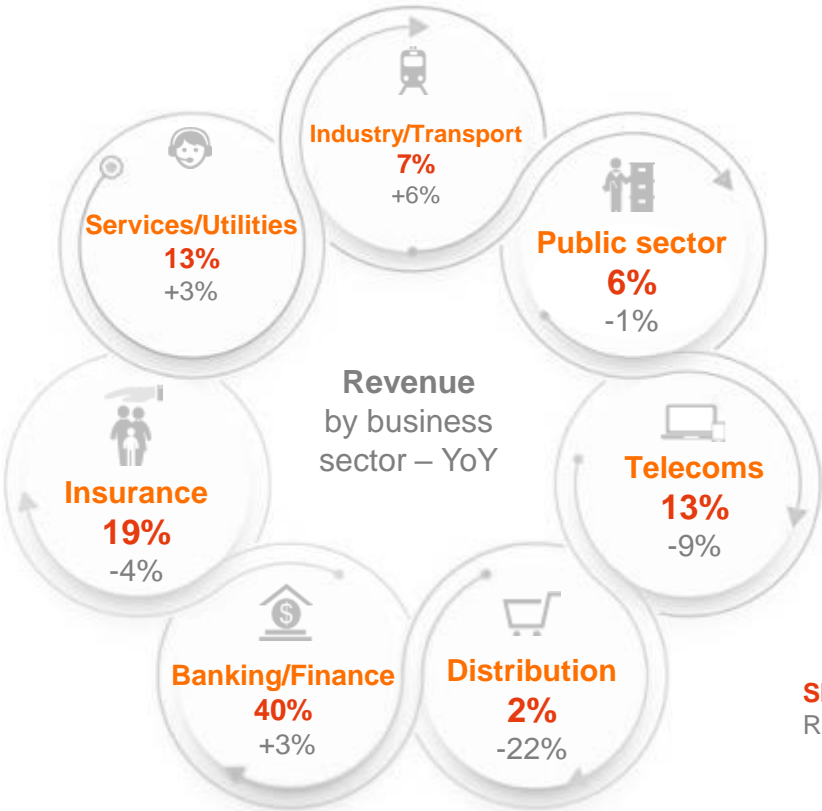 Industry/Transport
7%
+6%
Public sector
6%
-1%
Telecoms
13%
-9%
Distribution
2%
-22%
Banking/Finance
40%
+3%
Insurance
19%
-4%
Services/Utilities
13%
+3%
Revenue
by business
sector – YoY
$